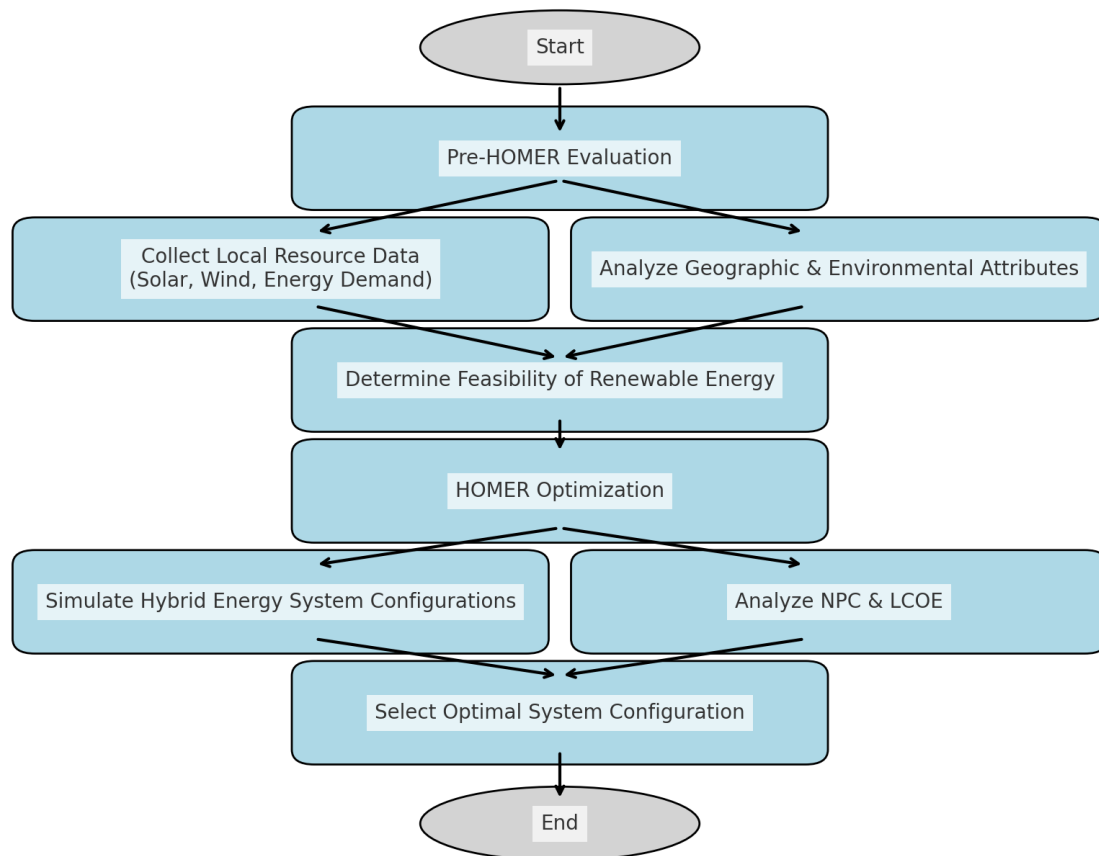 Start
Pre-HOMER Evaluation
Collect Local Resource Data
(Solar, Wind, Energy Demand)
Analyze Geographic & Environmental Attributes
Determine Feasibility of Renewable Energy
HOMER Optimization
Simulate Hybrid Energy System Configurations
Analyze NPC & LCOE
Select Optimal System Configuration
End